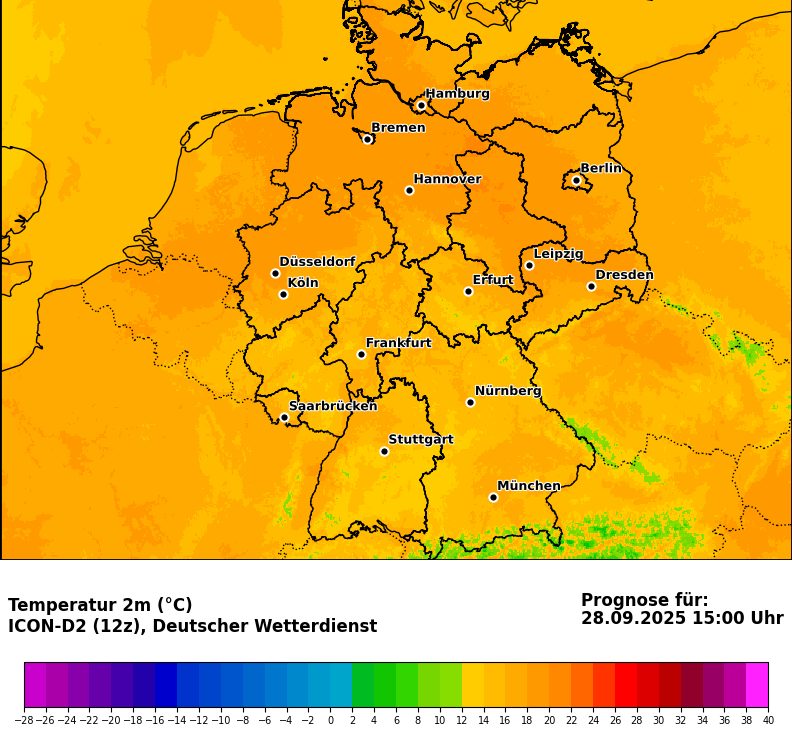 Hamburg
Bremen
Berlin
Hannover
Düsseldorf
Leipzig
Köln
Erfurt
Dresden
Frankfurt
Nürnberg
Saarbrücken
Stuttgart
München
Temperatur 2m (°C)
ICON-D2 (12z), Deutscher Wetterdienst
Prognose für:
28.09.2025 15:00 Uhr
−28 −26 −24 −22 −20 −18 −16 −14 −12 −10 −8 −6 −4 −2 0 2 4 6 8 10 12 14 16 18 20 22 24 26 28 30 32 34 36 38 40